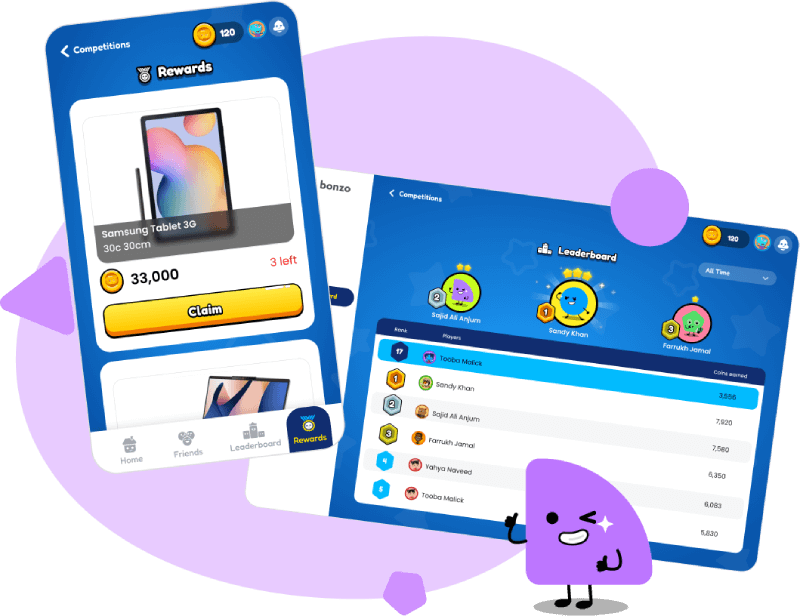 Competitions
120
Rewards
Samsung Tablet 3G
30c 30cm
33,000
3 left
Claim
Home
Friends
Leaderboard
Rewards
bonzo
Competitions
120
Leaderboard
All Time
2
Sajid Ali Anjum
1
Sandy Khan
3
Farrukh Jamal
Rank Players Coins earned
17 Tooba Malick 3,556
1 Sandy Khan 7,920
2 Sajid Ali Anjum 7,560
3 Farrukh Jamal 6,350
4 Yahya Naveed 6,083
5 Tooba Malick 5,830